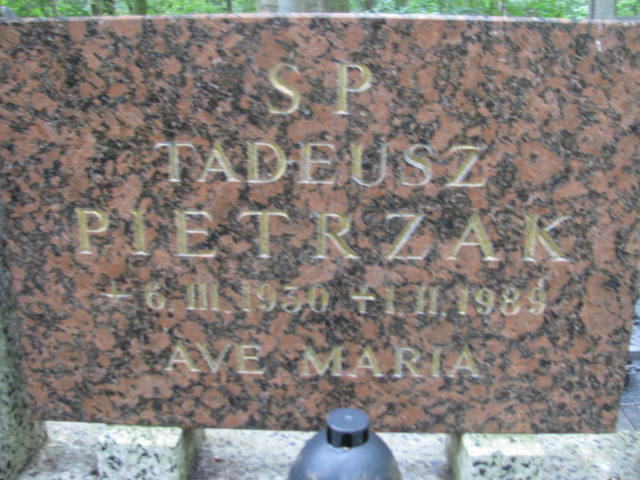 SP
TADEUSZ
PIETRZAK
+ 6.III.1930 +1.II.1989
AVE MARIA